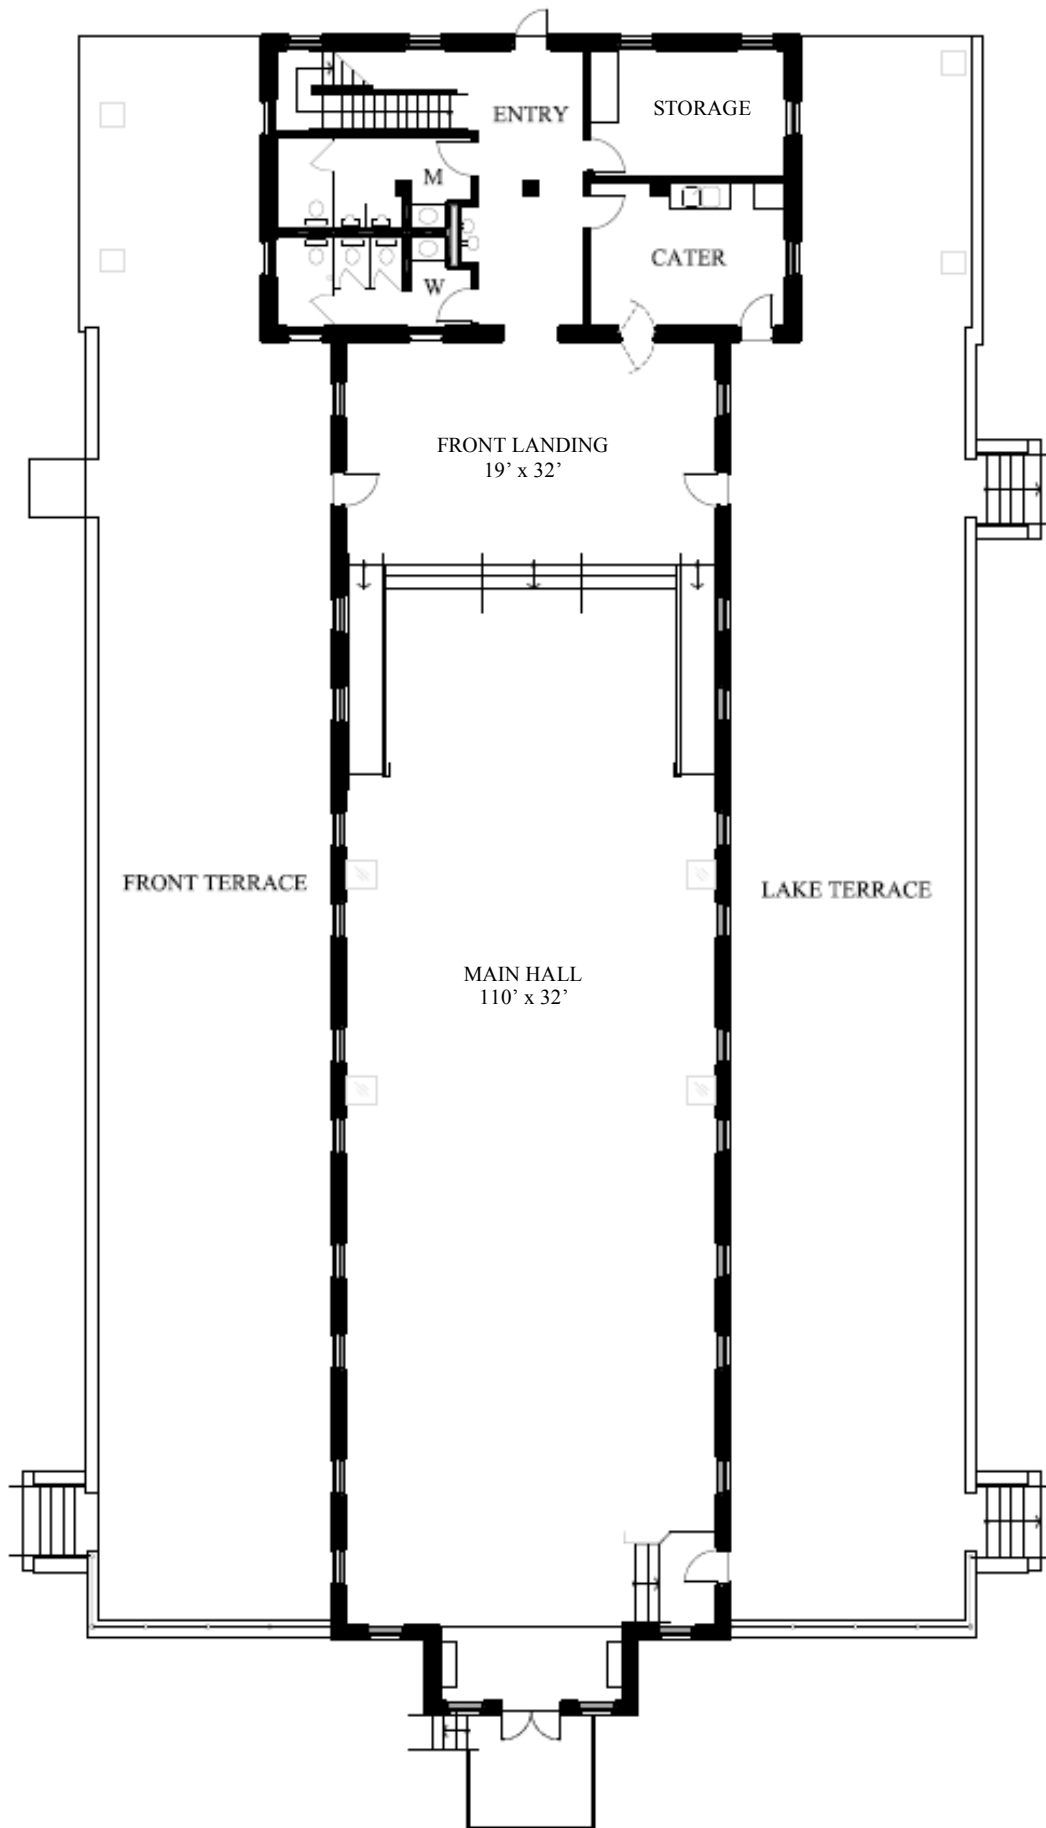 STORAGE
ENTRY
M
CATER
W
FRONT LANDING
19’ x 32’
FRONT TERRACE
LAKE TERRACE
MAIN HALL
110’ x 32’